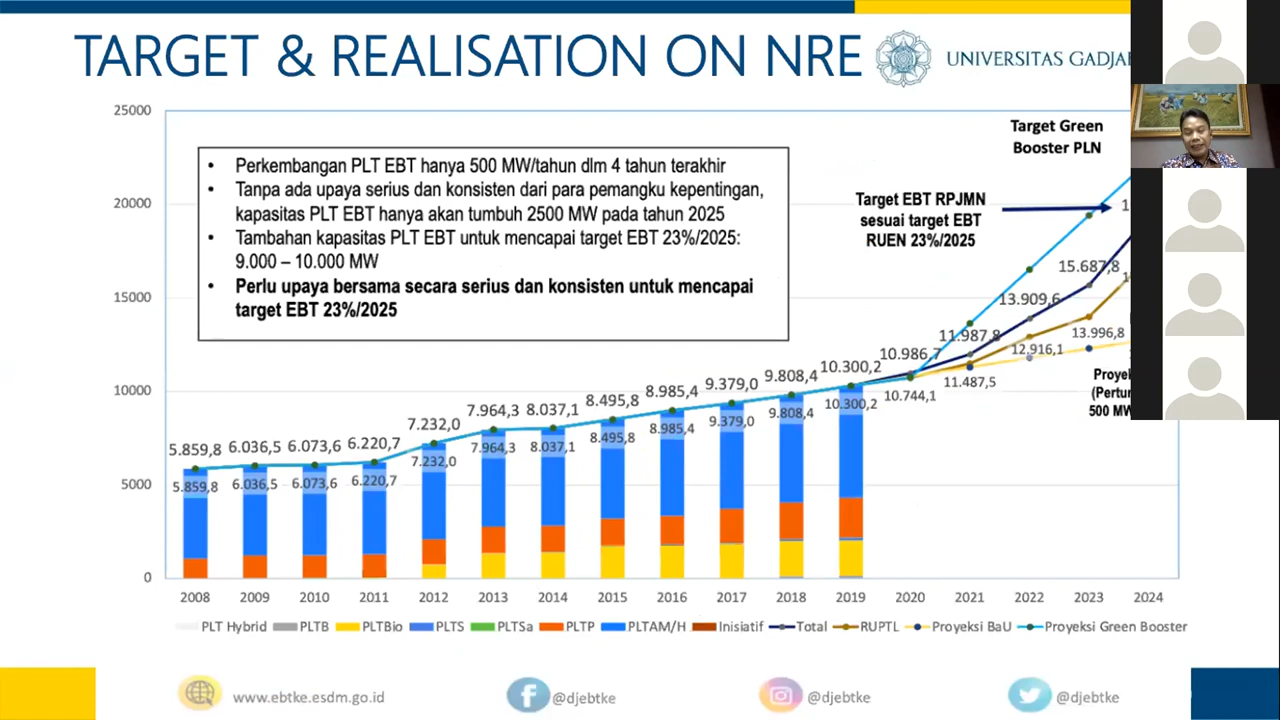 TARGET & REALISATION ON NRE
UNIVERSITAS
25000
20000
15000
10000
5000
0
• Perkembangan PLT EBT hanya 500 MW/tahun dlm 4 tahun terakhir
• Tanpa ada upaya serius dan konsisten dari para pemangku kepentingan,
kapasitas PLT EBT hanya akan tumbuh 2500 MW pada tahun 2025
• Tambahan kapasitas PLT EBT untuk mencapai target EBT 23%/2025:
9.000 – 10.000 MW
• Perlu upaya bersama secara serius dan konsisten untuk mencapai
target EBT 23%/2025
Target Green
Booster PLN
Target EBT RPJMN
sesuai target EBT
RUEN 23%/2025
5.859,8 6.036,5 6.073,6 6.220,7 7.232,0 7.964,3 8.037,1 8.495,8 8.985,4 9.379,0 9.808,4 10.300,2 10.986,7 11.987,8 13.909,6 15.687,8
5.859,8 6.036,5 6.073,6 6.220,7 7.232,0 7.964,3 8.037,1 8.495,8 8.985,4 9.379,0 9.808,4 10.300,2 10.744,1 11.487,5 12.916,1 13.996,8
500
2008 2009 2010 2011 2012 2013 2014 2015 2016 2017 2018 2019 2020 2021 2022 2023 2024
PLT Hybrid PLTB PLTBio PLTS PLTSa PLTP PLTAM/H Inisiatif Total RUPTL Proyeksi BaU Proyeksi Green Booster
www.ebtke.esdm.go.id @djebtke @djebtke @djebtke